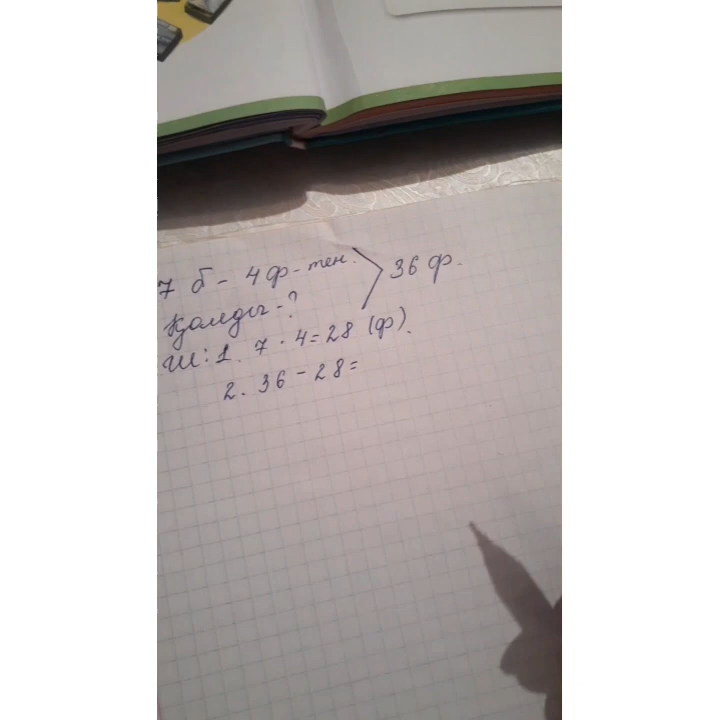 7 б - 4 ф - тен. 36 ф.
Қалды - ?
Ш: 1. 7 · 4 = 28 (ф).
2. 36 - 28 =